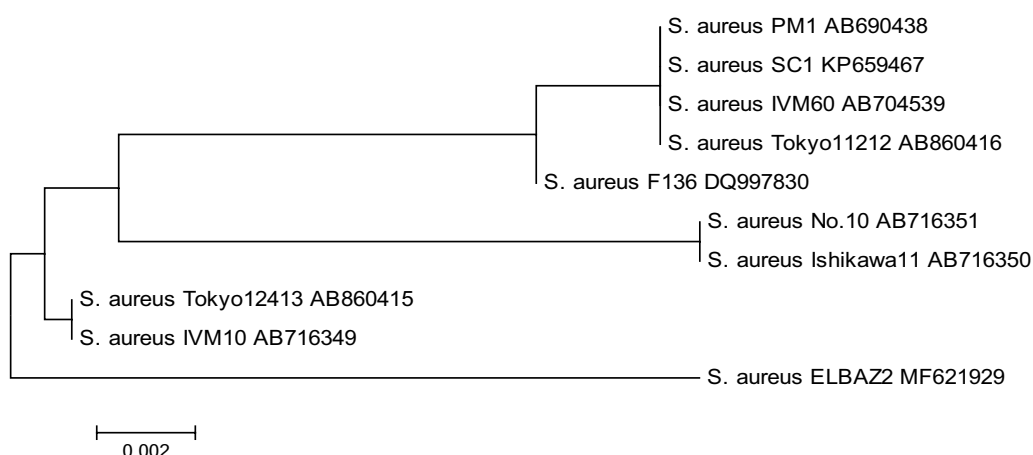 S. aureus PM1 AB690438
S. aureus SC1 KP659467
S. aureus IVM60 AB704539
S. aureus Tokyo11212 AB860416
S. aureus F136 DQ997830
S. aureus No.10 AB716351
S. aureus Ishikawa11 AB716350
S. aureus Tokyo12413 AB860415
S. aureus IVM10 AB716349
S. aureus ELBAZ2 MF621929
0.002